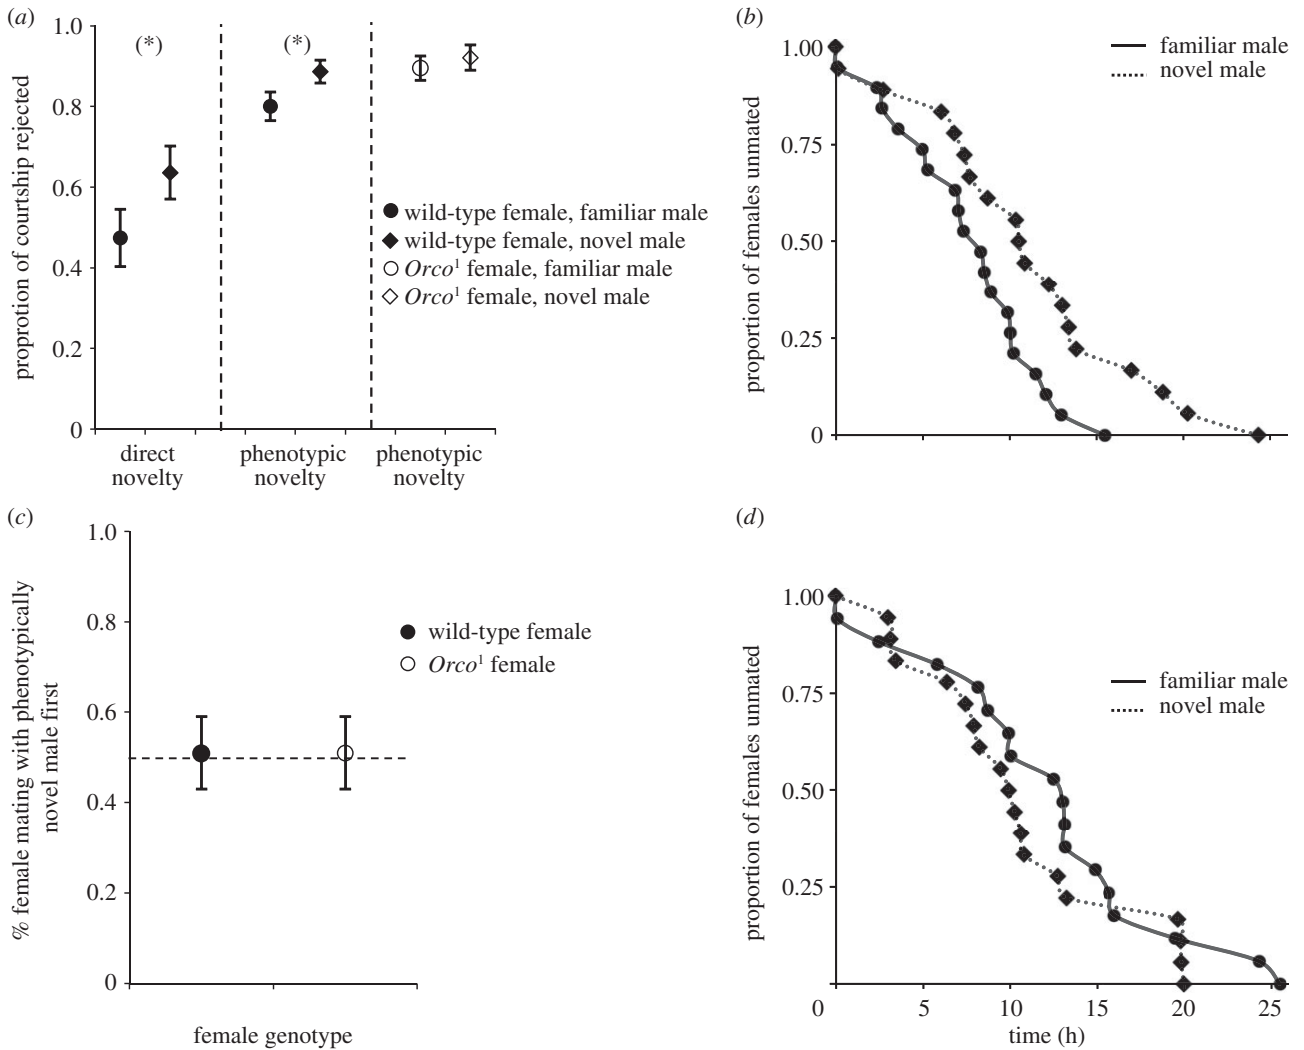 (a)
1.0
0.8
0.6
0.4
0.2
0
proprotion of courtship rejected
(*)
(*)
direct
novelty
phenotypic
novelty
phenotypic
novelty
wild-type female, familiar male
wild-type female, novel male
Orco¹ female, familiar male
Orco¹ female, novel male
(b)
1.00
0.75
0.50
0.25
0
proportion of females unmated
familiar male
novel male
(c)
1.0
0.8
0.6
0.4
0.2
0
% female mating with phenotypically
novel male first
wild-type female
Orco¹ female
female genotype
(d)
1.00
0.75
0.50
0.25
proportion of females unmated
familiar male
novel male
0 5 10 15 20 25
time (h)